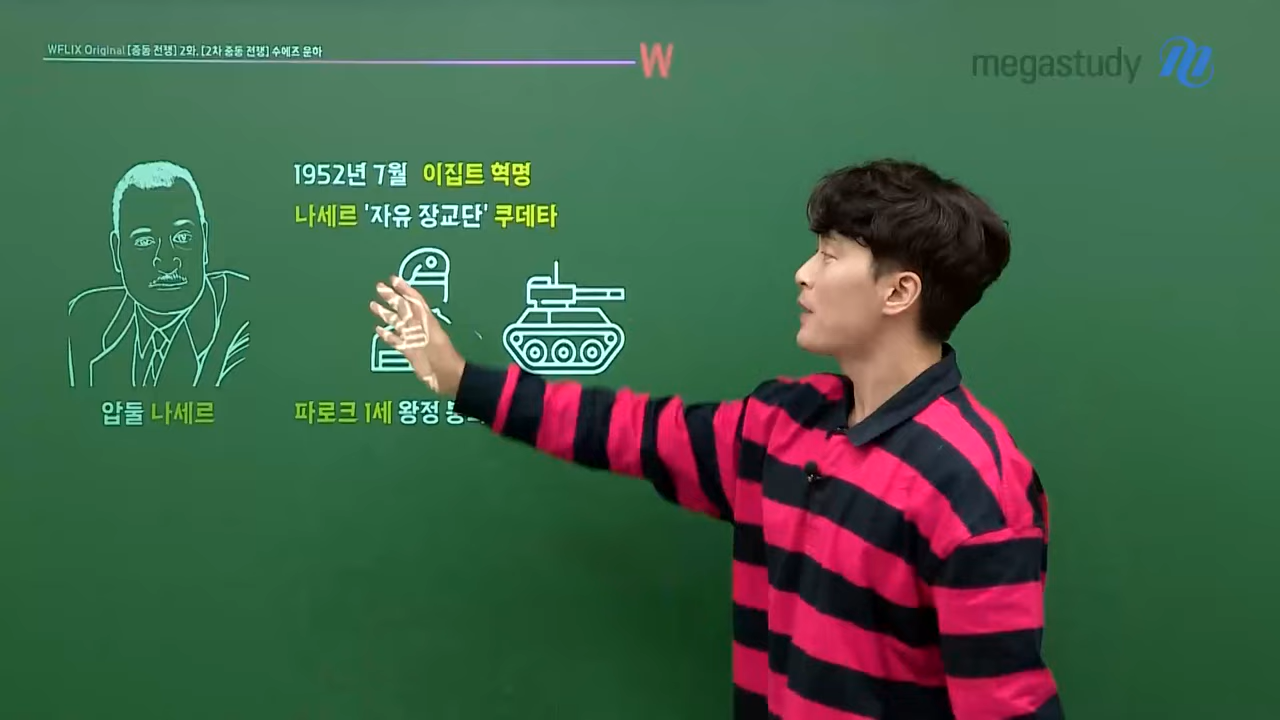 WFLIX Original [중동 전쟁] 2화. [2차 중동 전쟁] 수에즈 운하
W
megastudy
1952년 7월 이집트 혁명
나세르 '자유 장교단' 쿠데타
압둘 나세르
파로크 1세 왕정